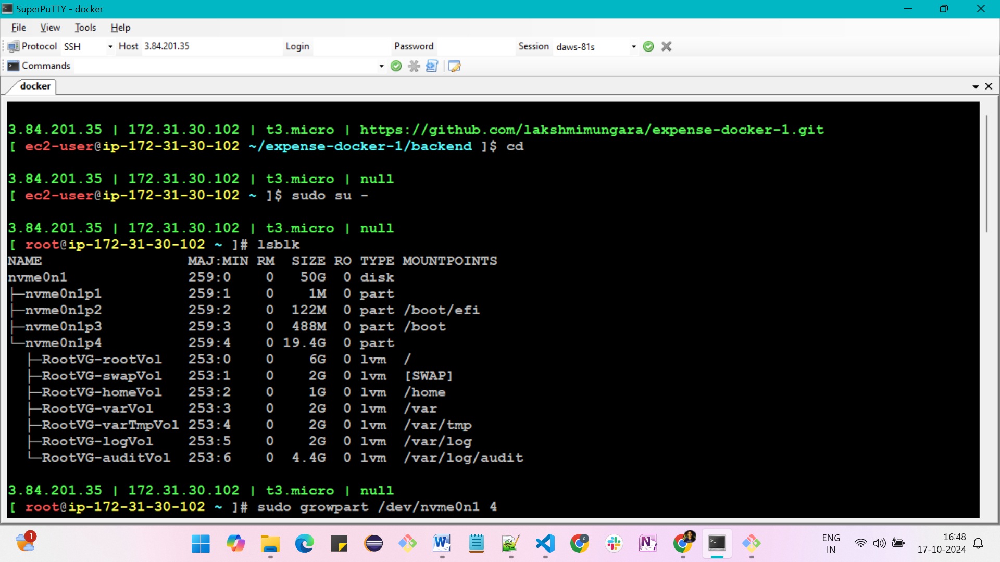 SuperPuTTY - docker
File View Tools Help
Protocol SSH Host 3.84.201.35 Login Password Session daws-81s
Commands
docker
3.84.201.35 | 172.31.30.102 | t3.micro | https://github.com/lakshmimungara/expense-docker-1.git
[ ec2-user@ip-172-31-30-102 ~/expense-docker-1/backend ]$ cd
3.84.201.35 | 172.31.30.102 | t3.micro | null
[ ec2-user@ip-172-31-30-102 ~ ]$ sudo su -
3.84.201.35 | 172.31.30.102 | t3.micro | null
[ root@ip-172-31-30-102 ~ ]# lsblk
NAME MAJ:MIN RM SIZE RO TYPE MOUNTPOINTS
nvme0n1 259:0 0 50G 0 disk
├─nvme0n1p1 259:1 0 1M 0 part
├─nvme0n1p2 259:2 0 122M 0 part /boot/efi
├─nvme0n1p3 259:3 0 488M 0 part /boot
└─nvme0n1p4 259:4 0 19.4G 0 part
├─RootVG-rootVol 253:0 0 6G 0 lvm /
├─RootVG-swapVol 253:1 0 2G 0 lvm [SWAP]
├─RootVG-homeVol 253:2 0 1G 0 lvm /home
├─RootVG-varVol 253:3 0 2G 0 lvm /var
├─RootVG-varTmpVol 253:4 0 2G 0 lvm /var/tmp
├─RootVG-logVol 253:5 0 2G 0 lvm /var/log
└─RootVG-auditVol 253:6 0 4.4G 0 lvm /var/log/audit
3.84.201.35 | 172.31.30.102 | t3.micro | null
[ root@ip-172-31-30-102 ~ ]# sudo growpart /dev/nvme0n1 4
1
ENG
IN
16:48
17-10-2024